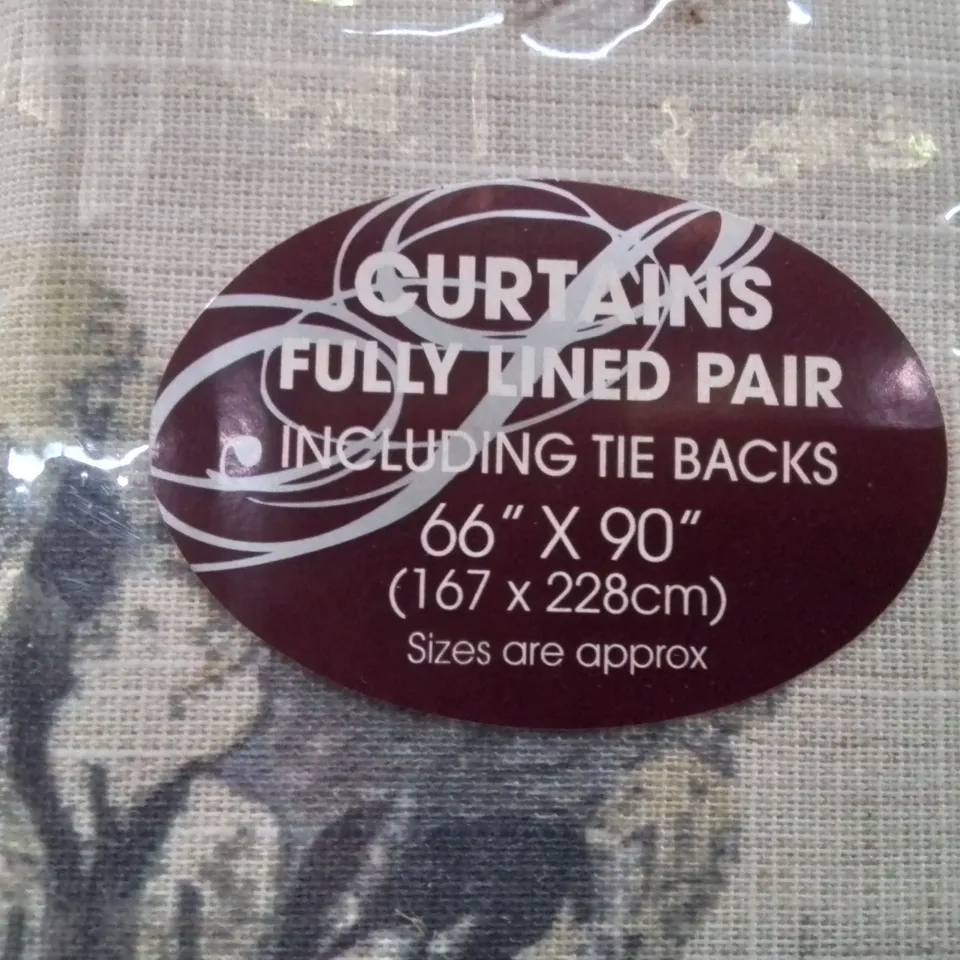 CURTAINS
FULLY LINED PAIR
INCLUDING TIE BACKS
66" X 90"
(167 x 228cm)
Sizes are approx